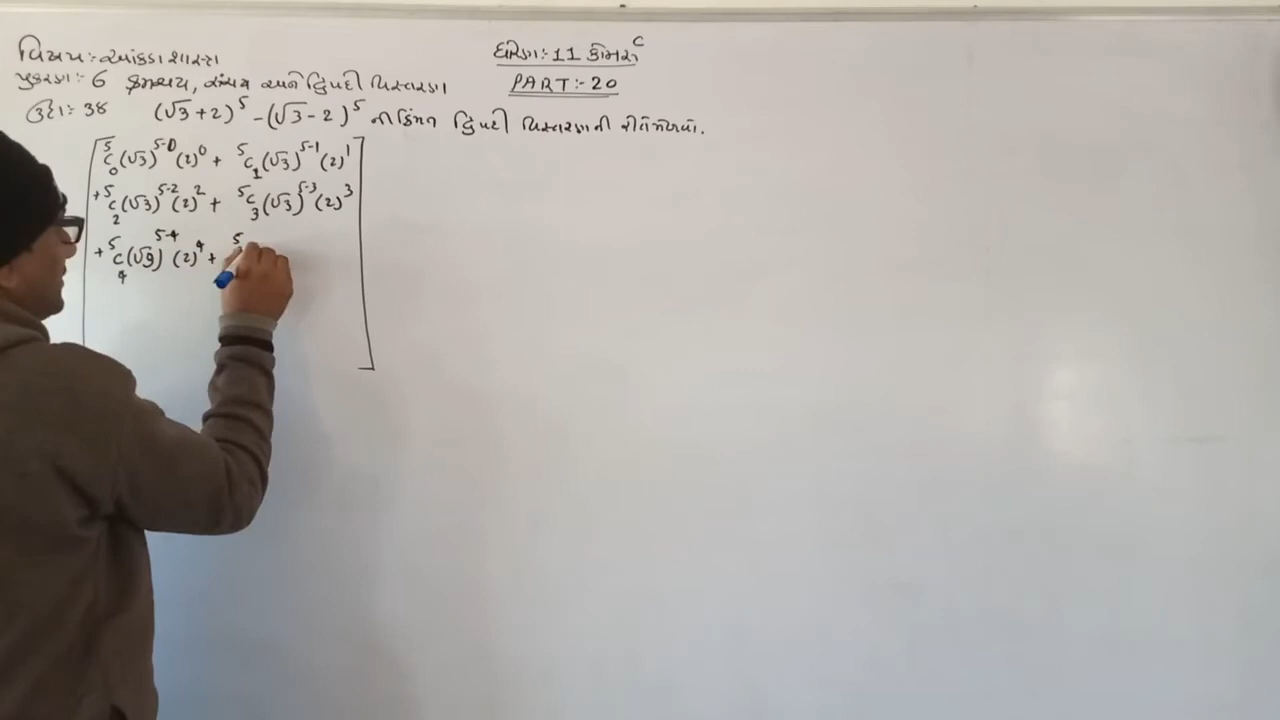 વિષય:- આંકડાશાસ્ત્ર
ધોરણ:- 11 કોમર્સ C
પ્રકરણ:- 6 ક્રમચય, સંચય અને દ્વિપદી વિસ્તરણ
PART:- 20
ઉદા:- 38 (√3+2)^5 - (√3-2)^5 ની કિંમત દ્વિપદી વિસ્તરણની રીતે મેળવો.
⁵C₀(√3)^{5-0}(2)^0 + ⁵C₁(√3)^{5-1}(2)^1
+ ⁵C₂(√3)^{5-2}(2)^2 + ⁵C₃(√3)^{5-3}(2)^3
+ ⁵C₄(√3)^{5-4}(2)^4 + 5